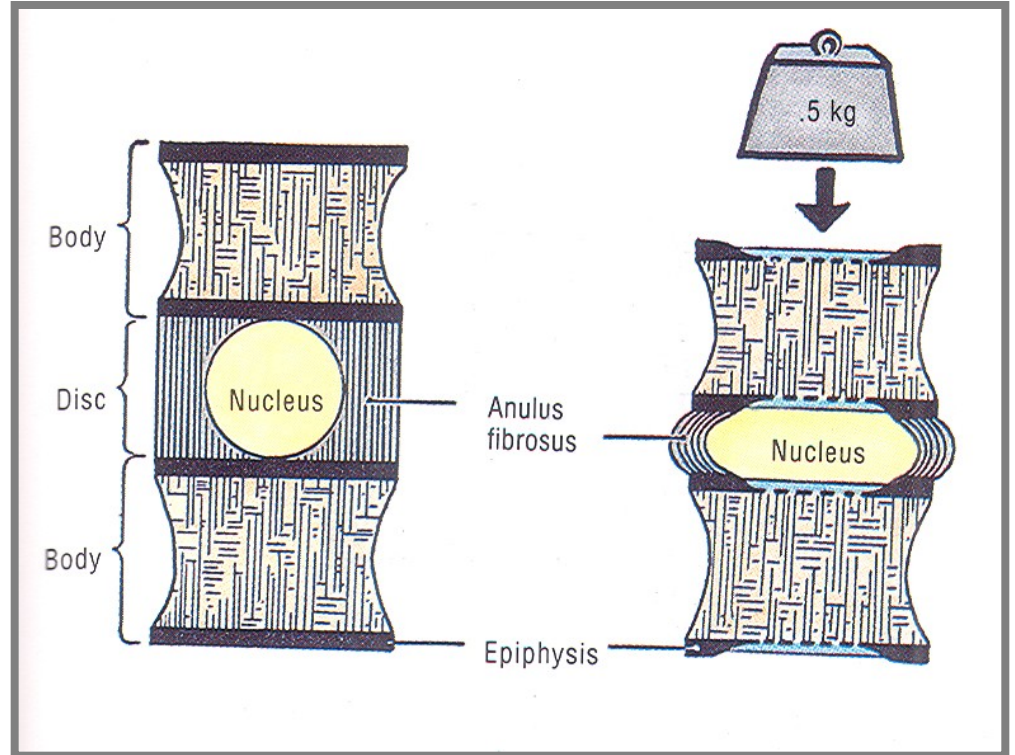 .5 kg
Body
Disc
Nucleus
Anulus
fibrosus
Nucleus
Body
Epiphysis